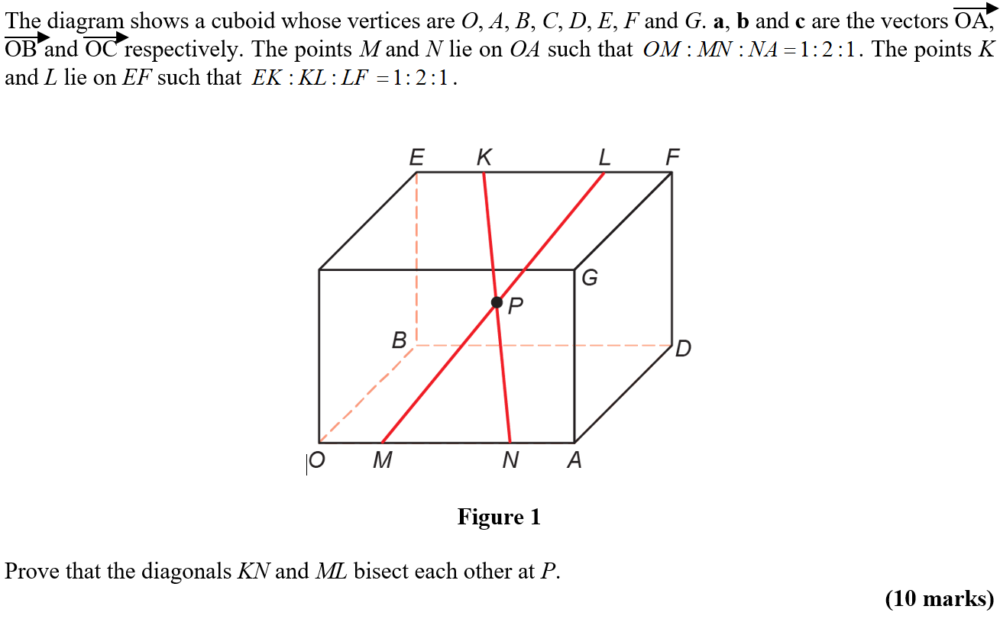 The diagram shows a cuboid whose vertices are O, A, B, C, D, E, F and G. a, b and c are the vectors OA,
OB and OC respectively. The points M and N lie on OA such that OM : MN : NA = 1 : 2 : 1. The points K
and L lie on EF such that EK : KL : LF = 1 : 2 : 1.
E K L F
G
P
B D
O M N A
Figure 1
Prove that the diagonals KN and ML bisect each other at P.
(10 marks)